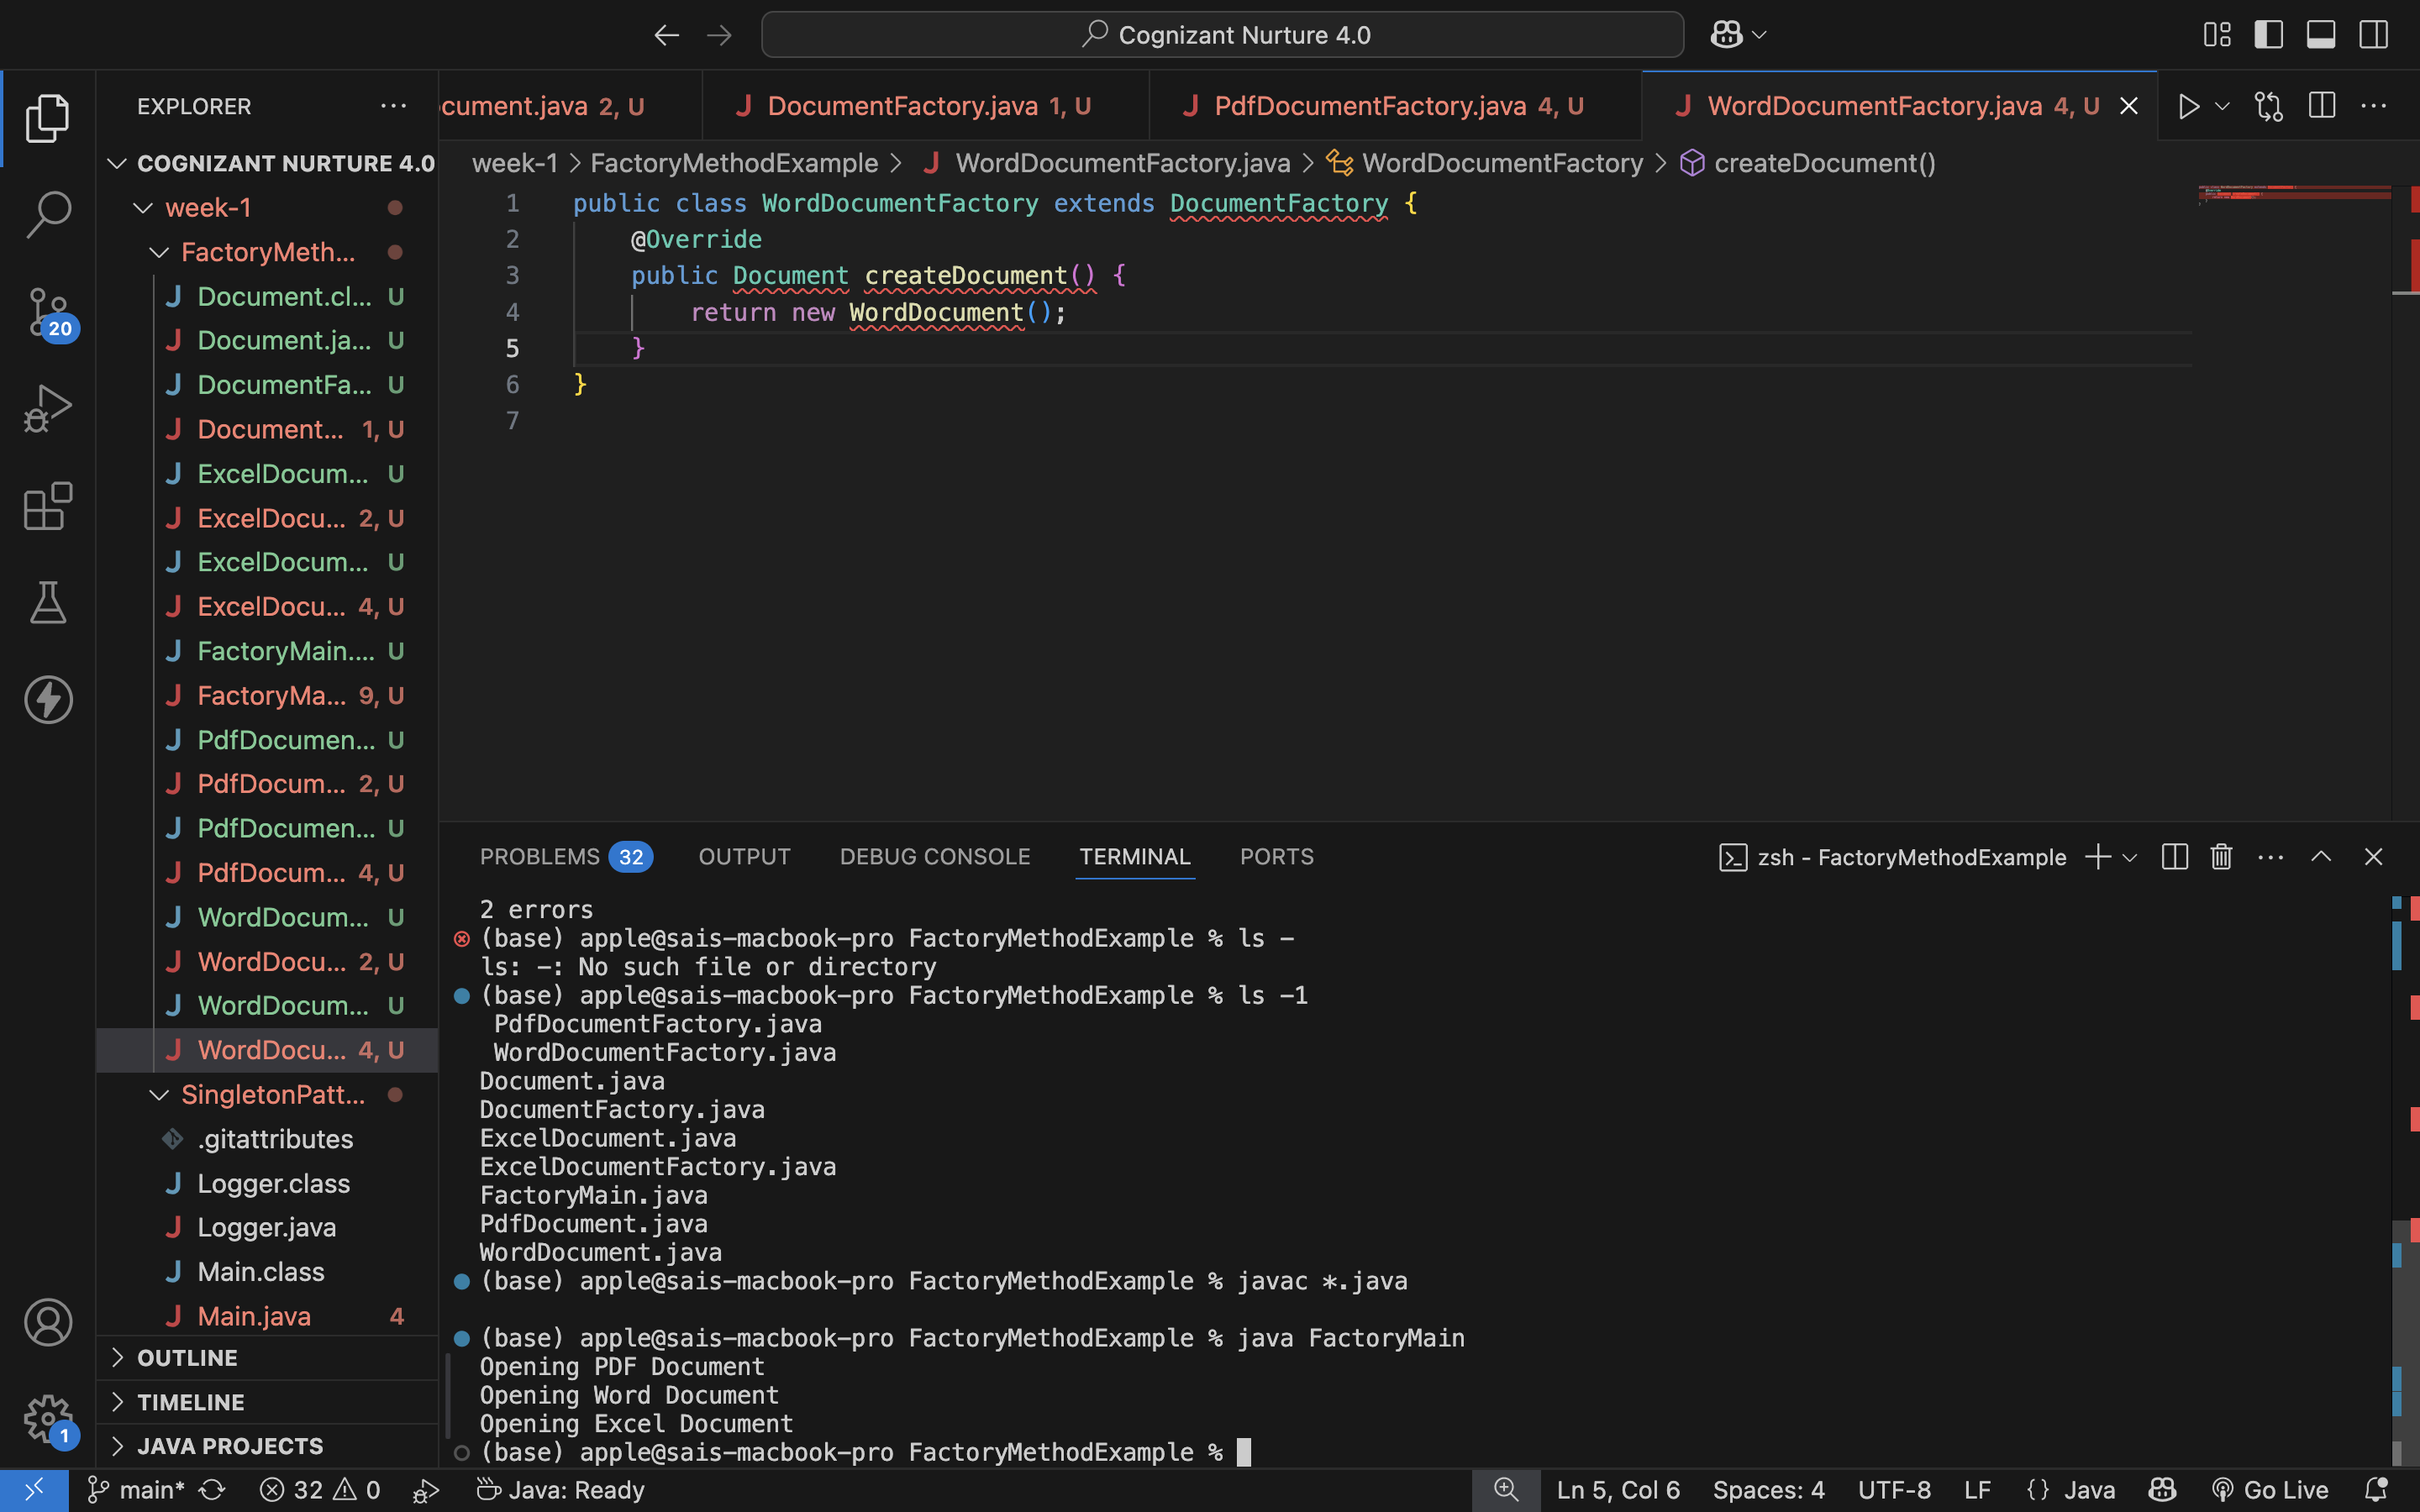 Cognizant Nurture 4.0
EXPLORER
cument.java 2, U
DocumentFactory.java 1, U
PdfDocumentFactory.java 4, U
WordDocumentFactory.java 4, U
COGNIZANT NURTURE 4.0
week-1 > FactoryMethodExample > WordDocumentFactory.java > WordDocumentFactory > createDocument()
week-1
FactoryMeth...
Document.cl... U
Document.ja... U
DocumentFa... U
Document... 1, U
ExcelDocum... U
ExcelDocu... 2, U
ExcelDocum... U
ExcelDocu... 4, U
FactoryMain.... U
FactoryMa... 9, U
PdfDocumen... U
PdfDocum... 2, U
PdfDocumen... U
PdfDocum... 4, U
WordDocum... U
WordDocu... 2, U
WordDocum... U
WordDocu... 4, U
SingletonPatt...
.gitattributes
Logger.class
Logger.java
Main.class
Main.java 4
OUTLINE
TIMELINE
JAVA PROJECTS
20
1
1 public class WordDocumentFactory extends DocumentFactory {
2 @Override
3 public Document createDocument() {
4 return new WordDocument();
5 }
6 }
7
PROBLEMS 32 OUTPUT DEBUG CONSOLE TERMINAL PORTS
zsh - FactoryMethodExample
2 errors
(base) apple@sais-macbook-pro FactoryMethodExample % ls -
ls: -: No such file or directory
(base) apple@sais-macbook-pro FactoryMethodExample % ls -1
PdfDocumentFactory.java
WordDocumentFactory.java
Document.java
DocumentFactory.java
ExcelDocument.java
ExcelDocumentFactory.java
FactoryMain.java
PdfDocument.java
WordDocument.java
(base) apple@sais-macbook-pro FactoryMethodExample % javac *.java
(base) apple@sais-macbook-pro FactoryMethodExample % java FactoryMain
Opening PDF Document
Opening Word Document
Opening Excel Document
(base) apple@sais-macbook-pro FactoryMethodExample %
main* 32 0 Java: Ready
Ln 5, Col 6 Spaces: 4 UTF-8 LF {} Java Go Live